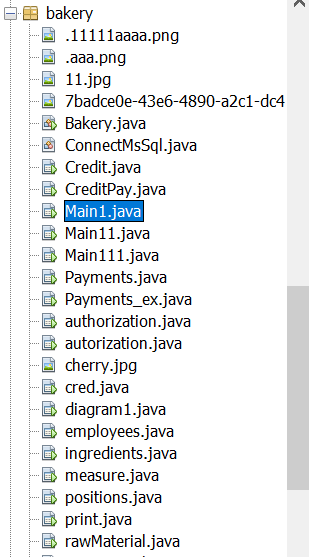 bakery
.11111aaaa.png
.aaa.png
11.jpg
7badce0e-43e6-4890-a2c1-dc4
Bakery.java
ConnectMsSql.java
Credit.java
CreditPay.java
Main1.java
Main11.java
Main111.java
Payments.java
Payments_ex.java
authorization.java
autorization.java
cherry.jpg
cred.java
diagram1.java
employees.java
ingredients.java
measure.java
positions.java
print.java
rawMaterial.java